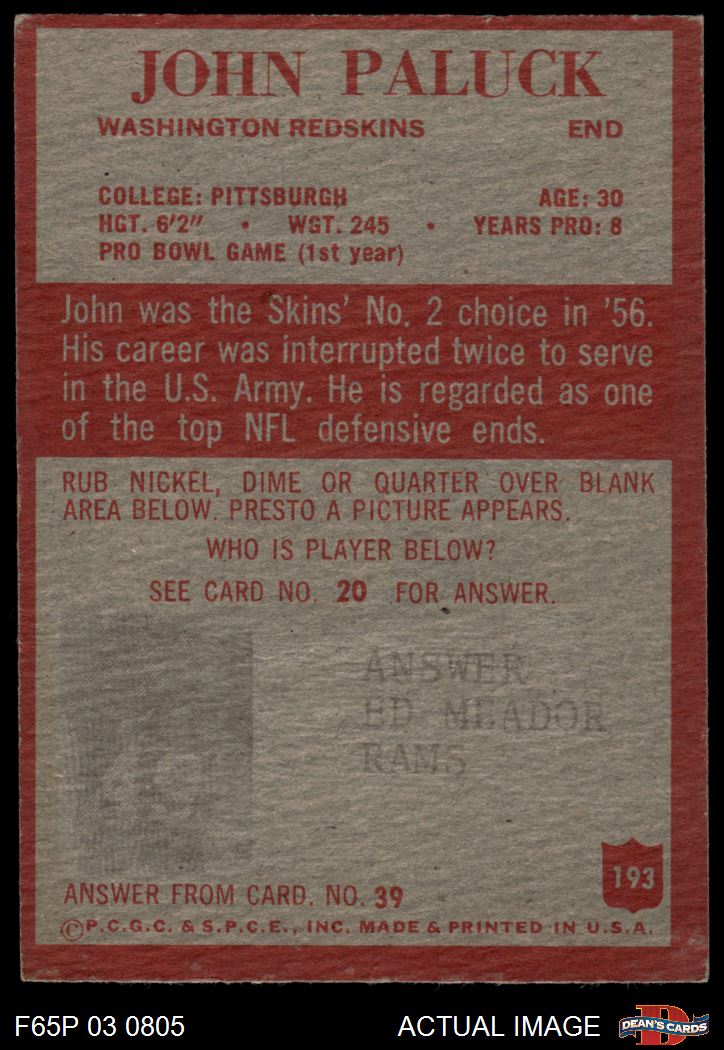 JOHN PALUCK
WASHINGTON REDSKINS END
COLLEGE: PITTSBURGH AGE: 30
HGT. 6'2" • WGT. 245 • YEARS PRO: 8
PRO BOWL GAME (1st year)
John was the Skins' No. 2 choice in '56.
His career was interrupted twice to serve
in the U.S. Army. He is regarded as one
of the top NFL defensive ends.
RUB NICKEL, DIME OR QUARTER OVER BLANK
AREA BELOW. PRESTO A PICTURE APPEARS.
WHO IS PLAYER BELOW?
SEE CARD NO. 20 FOR ANSWER.
ANSWER
ED MEADOR
RAMS
193
ANSWER FROM CARD. NO. 39
©P.C.G.C. & S.P.C.E., INC. MADE & PRINTED IN U.S.A.
F65P 03 0805 ACTUAL IMAGE D DEAN'S CARDS